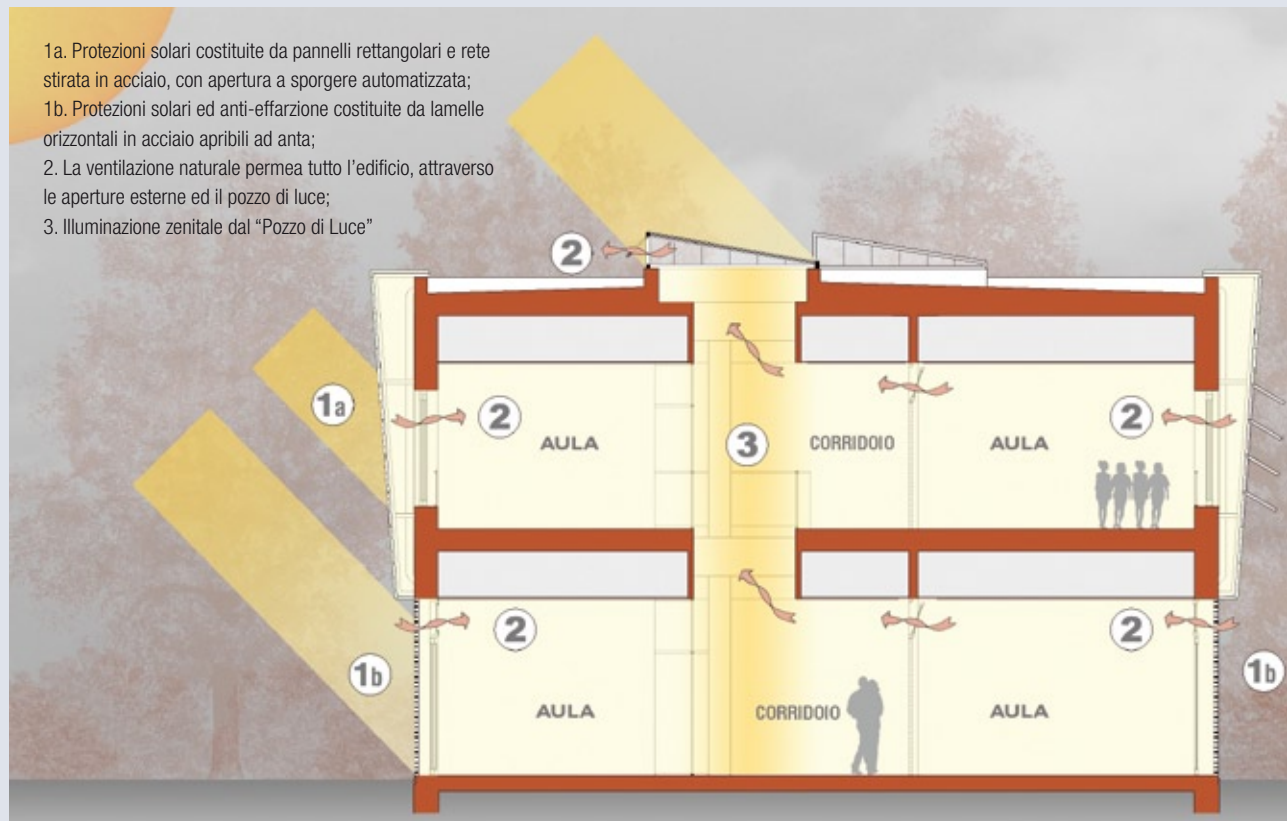 1a. Protezioni solari costituite da pannelli rettangolari e rete
stirata in acciaio, con apertura a sporgere automatizzata;
1b. Protezioni solari ed anti-effarzione costituite da lamelle
orizzontali in acciaio apribili ad anta;
2. La ventilazione naturale permea tutto l'edificio, attraverso
le aperture esterne ed il pozzo di luce;
3. Illuminazione zenitale dal “Pozzo di Luce”
2
1a
2
AULA
3
CORRIDOIO
AULA
2
1b
2
AULA
CORRIDOIO
AULA
2
1b